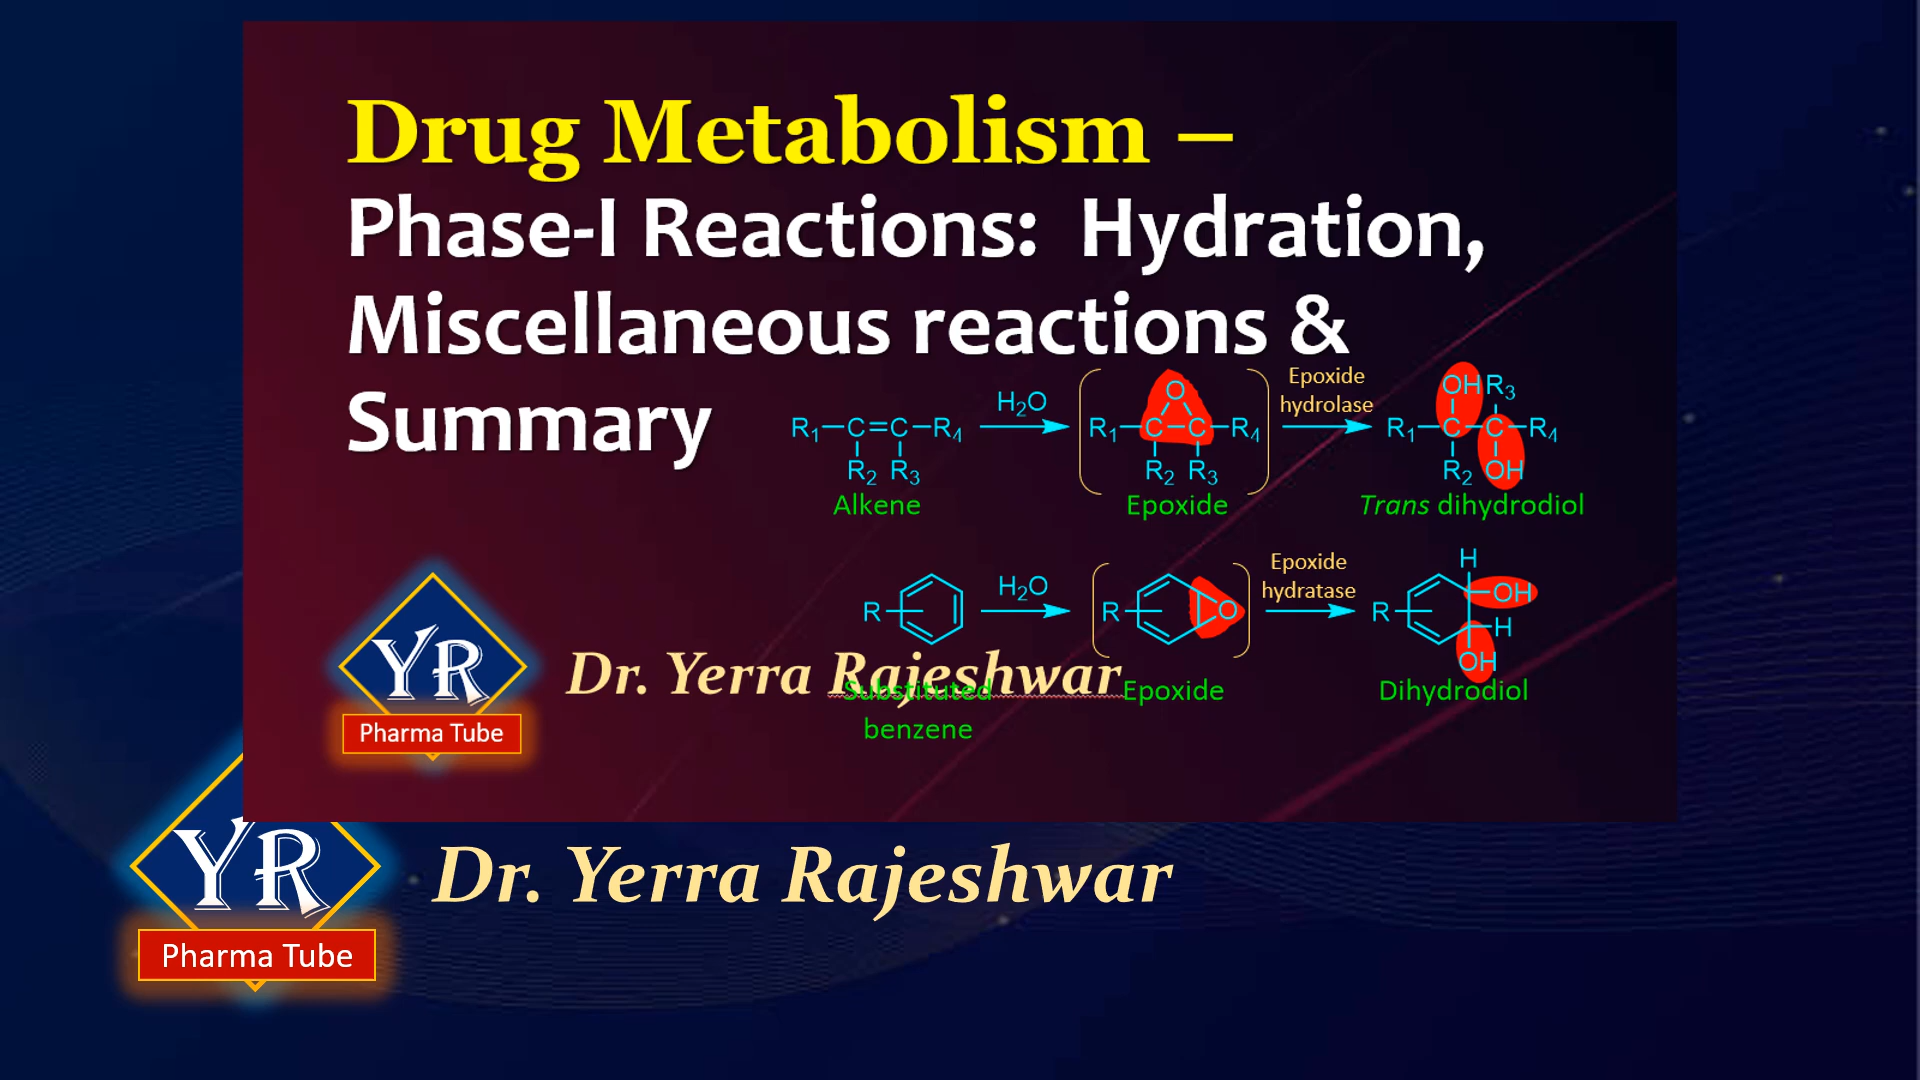 Drug Metabolism –
Phase-I Reactions: Hydration,
Miscellaneous reactions &
Summary
R1 C=C R4
R2 R3
Alkene
H2O
O
R1 C C R4
R2 R3
Epoxide
Epoxide
hydrolase
OH R3
R1 C C R4
R2 OH
Trans dihydrodiol
R
Substituted
benzene
H2O
R O
Epoxide
Epoxide
hydratase
H
OH
R H
OH
Dihydrodiol
YR
Pharma Tube
Dr. Yerra Rajeshwar
YR
Pharma Tube
Dr. Yerra Rajeshwar